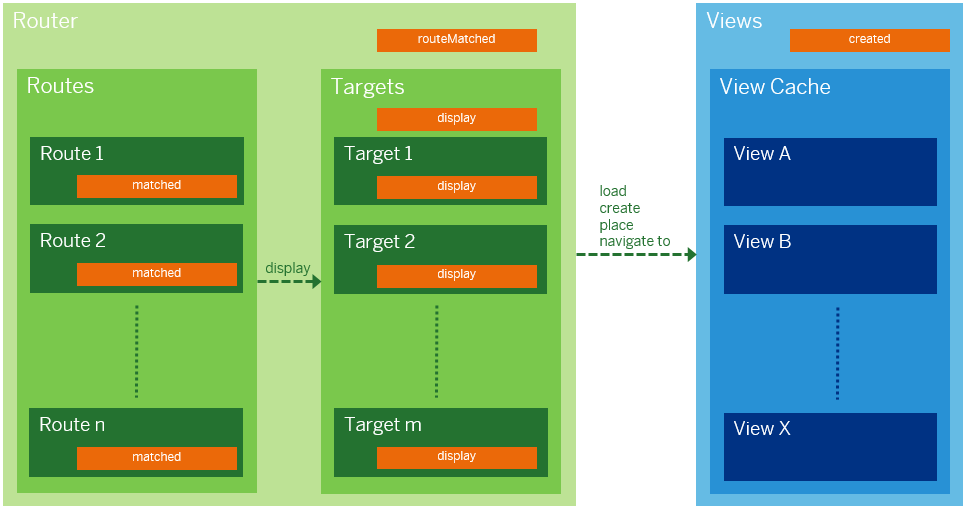 Router
routeMatched
Routes
Route 1
matched
Route 2
matched
Route n
matched
display
Targets
display
Target 1
display
Target 2
display
Target m
display
load
create
place
navigate to
Views
created
View Cache
View A
View B
View X